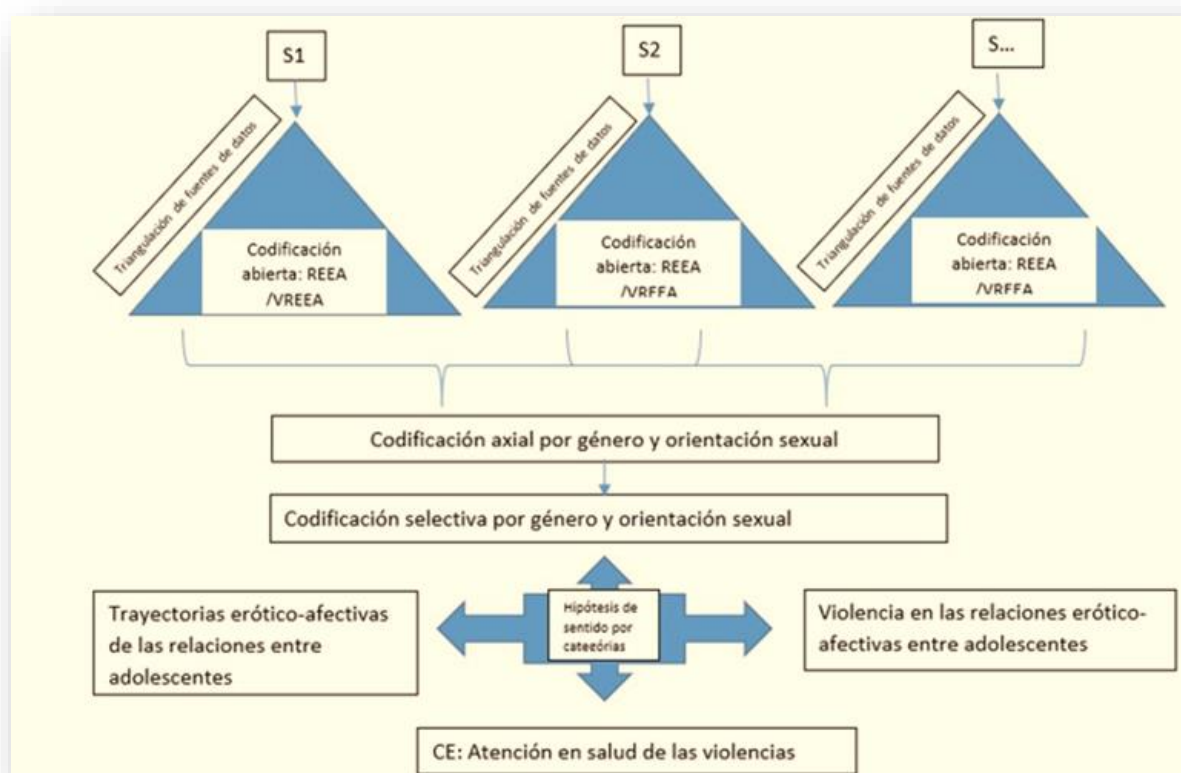 S1
S2
S...
Triangulación de fuentes de datos
Triangulación de fuentes de datos
Triangulación de fuentes de datos
Codificación
abierta: REEA
/VREEA
Codificación
abierta: REEA
/VREEA
Codificación
abierta: REEA
/VREEA
Codificación axial por género y orientación sexual
Codificación selectiva por género y orientación sexual
Trayectorias erótico-afectivas
de las relaciones entre
adolescentes
Hipótesis de
sentido por
categórias
Violencia en las relaciones erótico-
afectivas entre adolescentes
CE: Atención en salud de las violencias